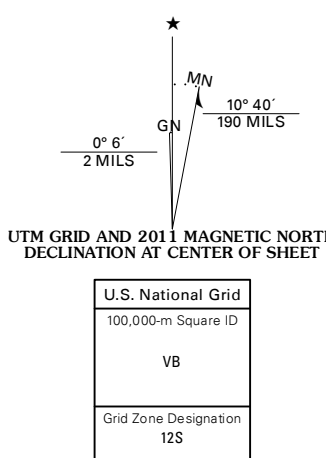 ★
MN
GN
10° 40´
190 MILS
0° 6´
2 MILS
UTM GRID AND 2011 MAGNETIC NORTH
DECLINATION AT CENTER OF SHEET
U.S. National Grid
100,000-m Square ID
VB
Grid Zone Designation
12S